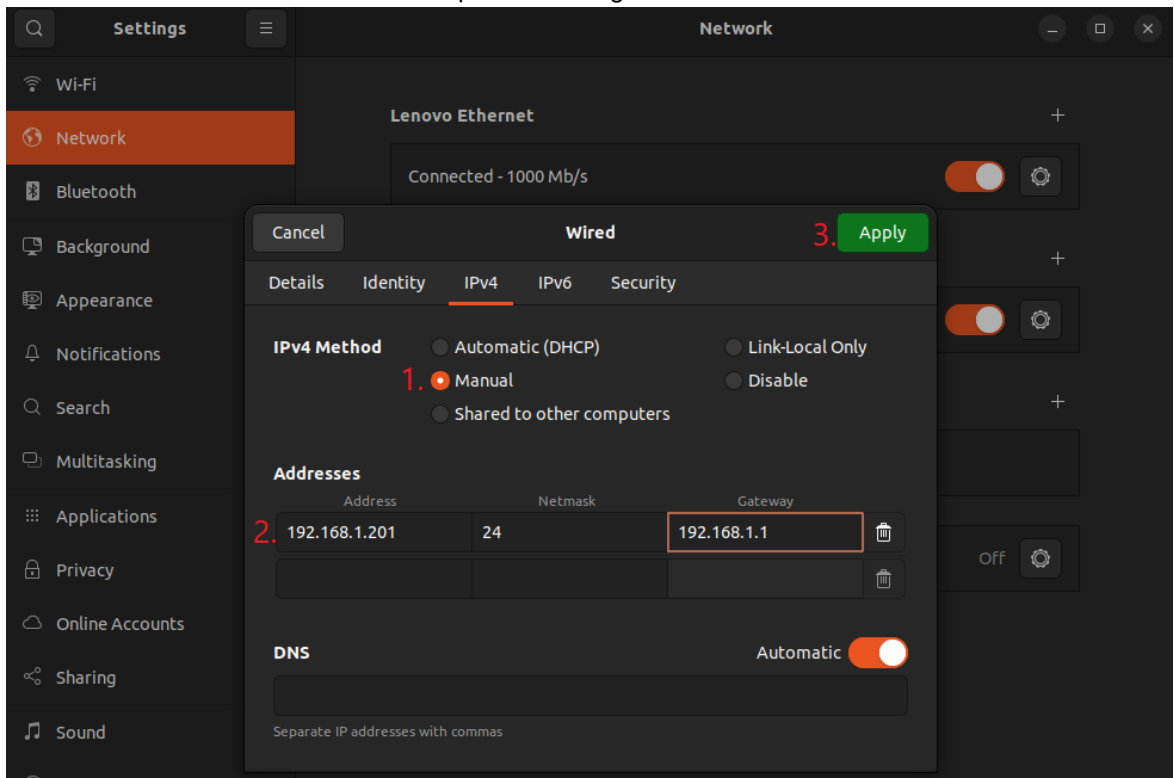 Settings
Network
Wi-Fi
Network
Bluetooth
Background
Appearance
Notifications
Search
Multitasking
Applications
Privacy
Online Accounts
Sharing
Sound
Lenovo Ethernet
Connected - 1000 Mb/s
Cancel
Wired
3. Apply
Details Identity IPv4 IPv6 Security
IPv4 Method
Automatic (DHCP)
Link-Local Only
1. Manual
Disable
Shared to other computers
Addresses
Address Netmask Gateway
2. 192.168.1.201 24 192.168.1.1
Off
DNS
Automatic
Separate IP addresses with commas